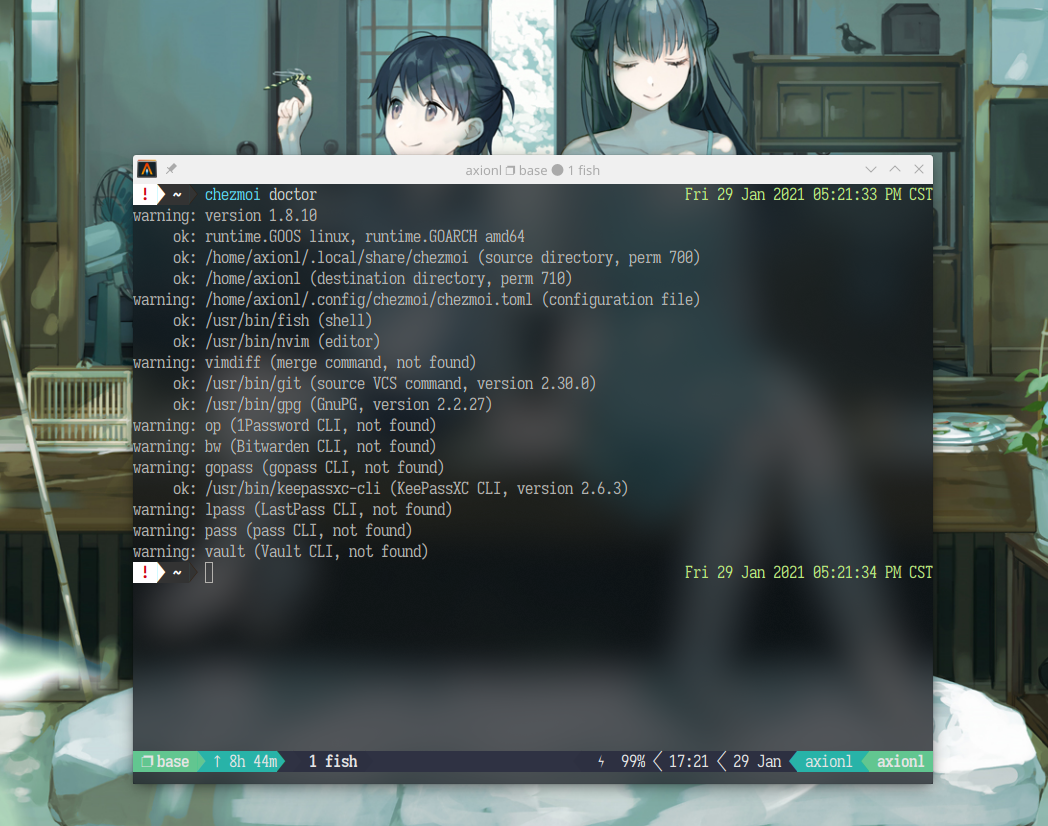 axionl ❐ base ● 1 fish
! ~ chezmoi doctor Fri 29 Jan 2021 05:21:33 PM CST
warning: version 1.8.10
ok: runtime.GOOS linux, runtime.GOARCH amd64
ok: /home/axionl/.local/share/chezmoi (source directory, perm 700)
ok: /home/axionl (destination directory, perm 710)
warning: /home/axionl/.config/chezmoi/chezmoi.toml (configuration file)
ok: /usr/bin/fish (shell)
ok: /usr/bin/nvim (editor)
warning: vimdiff (merge command, not found)
ok: /usr/bin/git (source VCS command, version 2.30.0)
ok: /usr/bin/gpg (GnuPG, version 2.2.27)
warning: op (1Password CLI, not found)
warning: bw (Bitwarden CLI, not found)
warning: gopass (gopass CLI, not found)
ok: /usr/bin/keepassxc-cli (KeePassXC CLI, version 2.6.3)
warning: lpass (LastPass CLI, not found)
warning: pass (pass CLI, not found)
warning: vault (Vault CLI, not found)
! ~ Fri 29 Jan 2021 05:21:34 PM CST
❐ base ↑ 8h 44m 1 fish ⚡ 99% 17:21 29 Jan axionl axionl